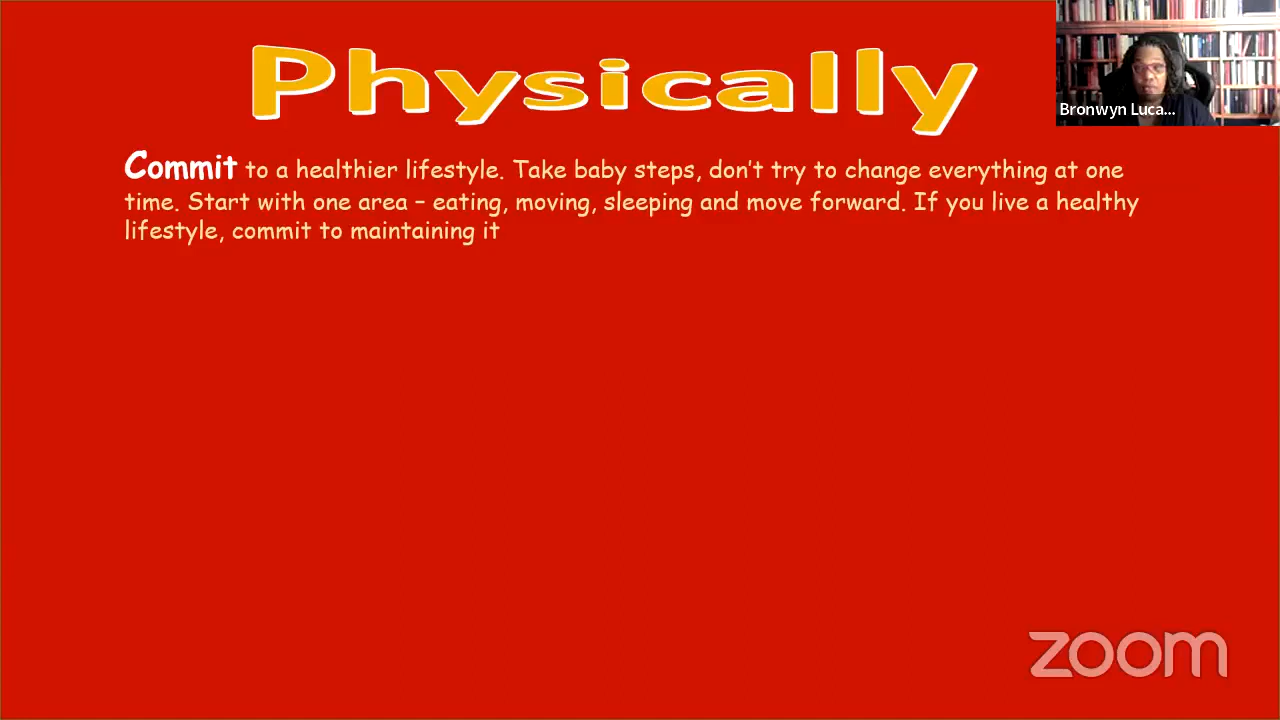 Physically
Bronwyn Luca...
Commit to a healthier lifestyle. Take baby steps, don't try to change everything at one
time. Start with one area – eating, moving, sleeping and move forward. If you live a healthy
lifestyle, commit to maintaining it
zoom